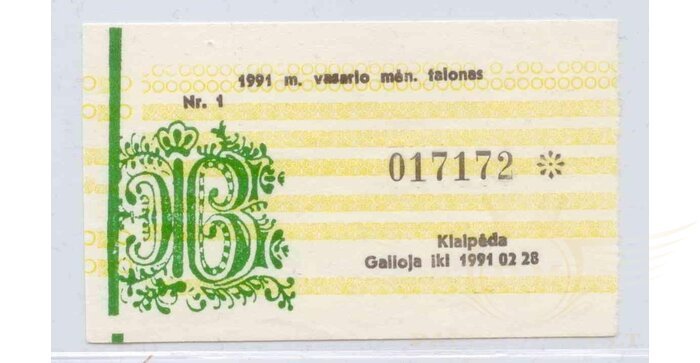 1991 m. vasario mėn. talonas
Nr. 1
017172 ❊
Klaipėda
Galioja iki 1991 02 28